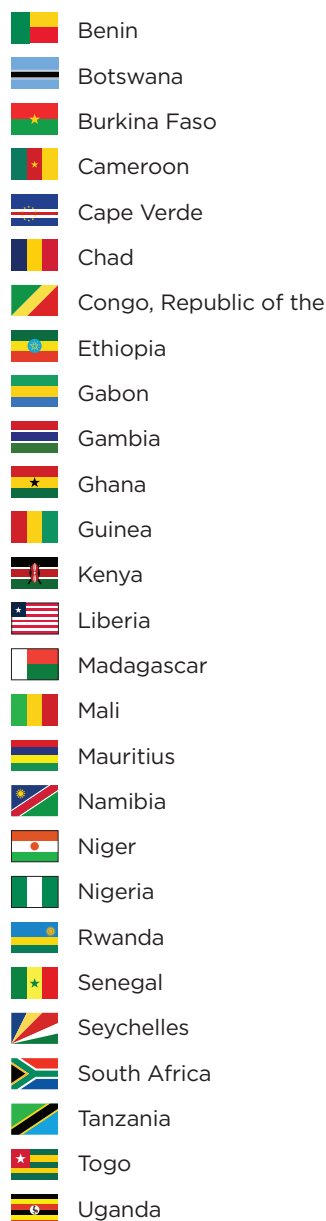 Benin
Botswana
Burkina Faso
Cameroon
Cape Verde
Chad
Congo, Republic of the
Ethiopia
Gabon
Gambia
Ghana
Guinea
Kenya
Liberia
Madagascar
Mali
Mauritius
Namibia
Niger
Nigeria
Rwanda
Senegal
Seychelles
South Africa
Tanzania
Togo
Uganda